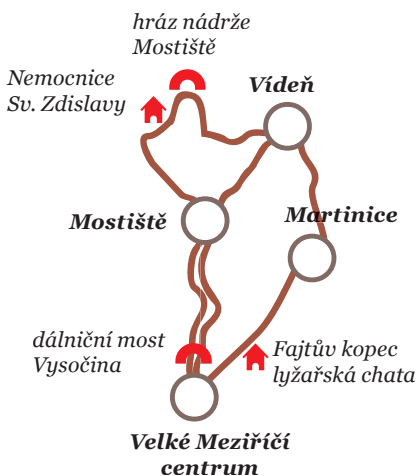 hráz nádrže
Mostiště
Nemocnice
Sv. Zdislavy
Vídeň
Mostiště
Martinice
dálniční most
Vysočina
Fajtův kopec
lyžařská chata
Velké Meziříčí
centrum